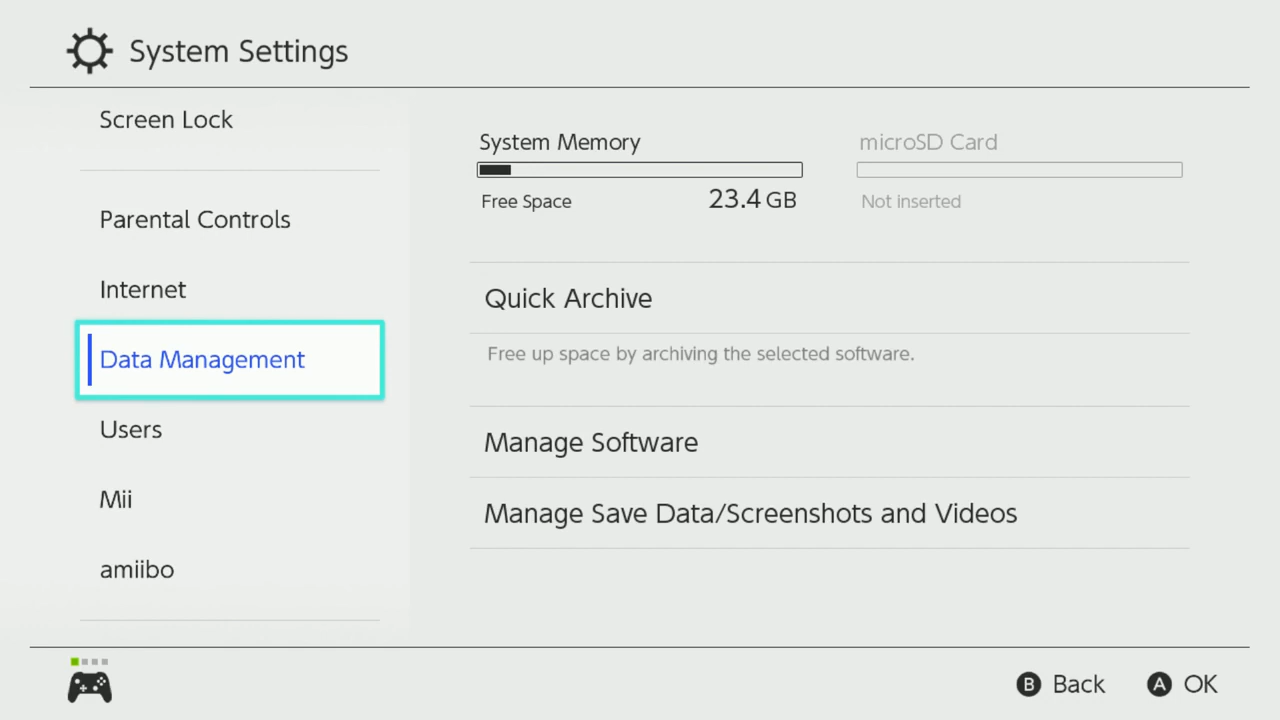 System Settings
Screen Lock
Parental Controls
Internet
Data Management
Users
Mii
amiibo
System Memory
Free Space 23.4 GB
microSD Card
Not inserted
Quick Archive
Free up space by archiving the selected software.
Manage Software
Manage Save Data/Screenshots and Videos
B Back
A OK